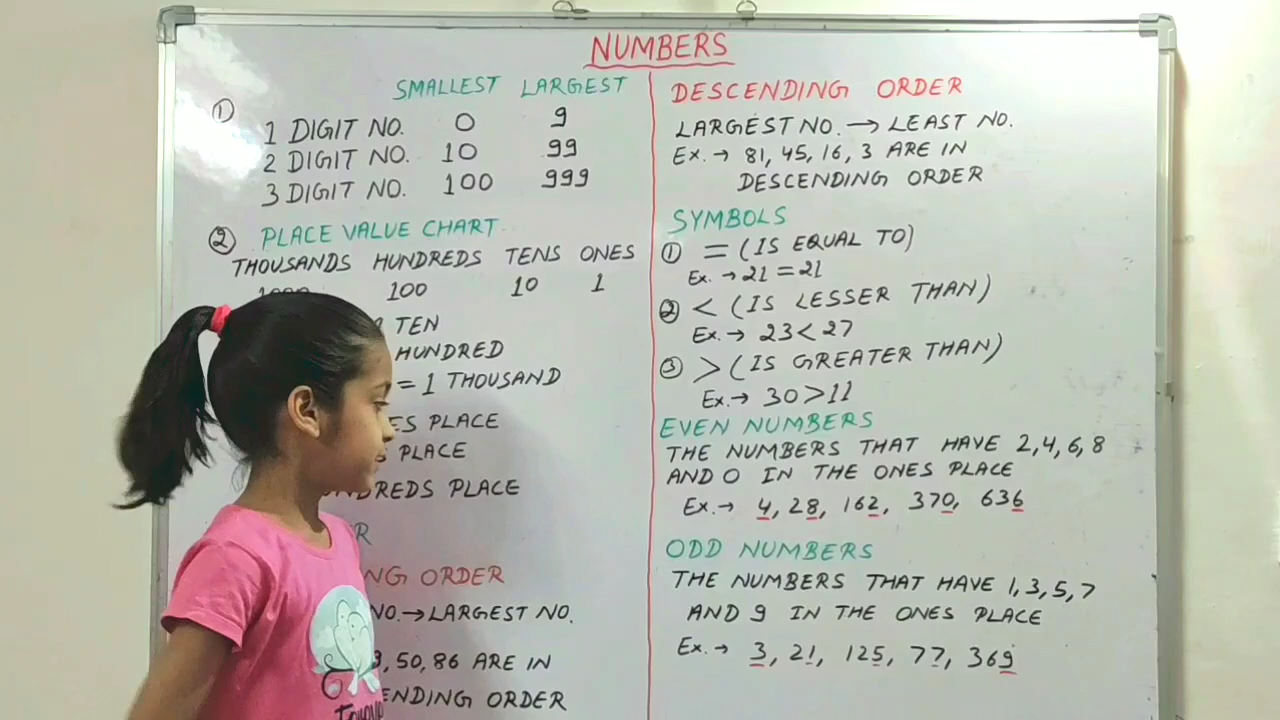 NUMBERS
SMALLEST LARGEST
① 1 DIGIT NO. 0 9
2 DIGIT NO. 10 99
3 DIGIT NO. 100 999
② PLACE VALUE CHART
THOUSANDS HUNDREDS TENS ONES
100 10 1
TEN
HUNDRED
= 1 THOUSAND
PLACE
PLACE
PLACE
ORDER
NO. → LARGEST NO.
, 50, 86 ARE IN
ORDER
DESCENDING ORDER
LARGEST NO. → LEAST NO.
EX. → 81, 45, 16, 3 ARE IN
DESCENDING ORDER
SYMBOLS
① = (IS EQUAL TO)
EX. → 21 = 21
② < (IS LESSER THAN)
EX. → 23 < 27
③ > (IS GREATER THAN)
EX. → 30 > 11
EVEN NUMBERS
THE NUMBERS THAT HAVE 2, 4, 6, 8
AND 0 IN THE ONES PLACE
EX. → 4, 28, 162, 370, 636
ODD NUMBERS
THE NUMBERS THAT HAVE 1, 3, 5, 7
AND 9 IN THE ONES PLACE
EX. → 3, 21, 125, 77, 369